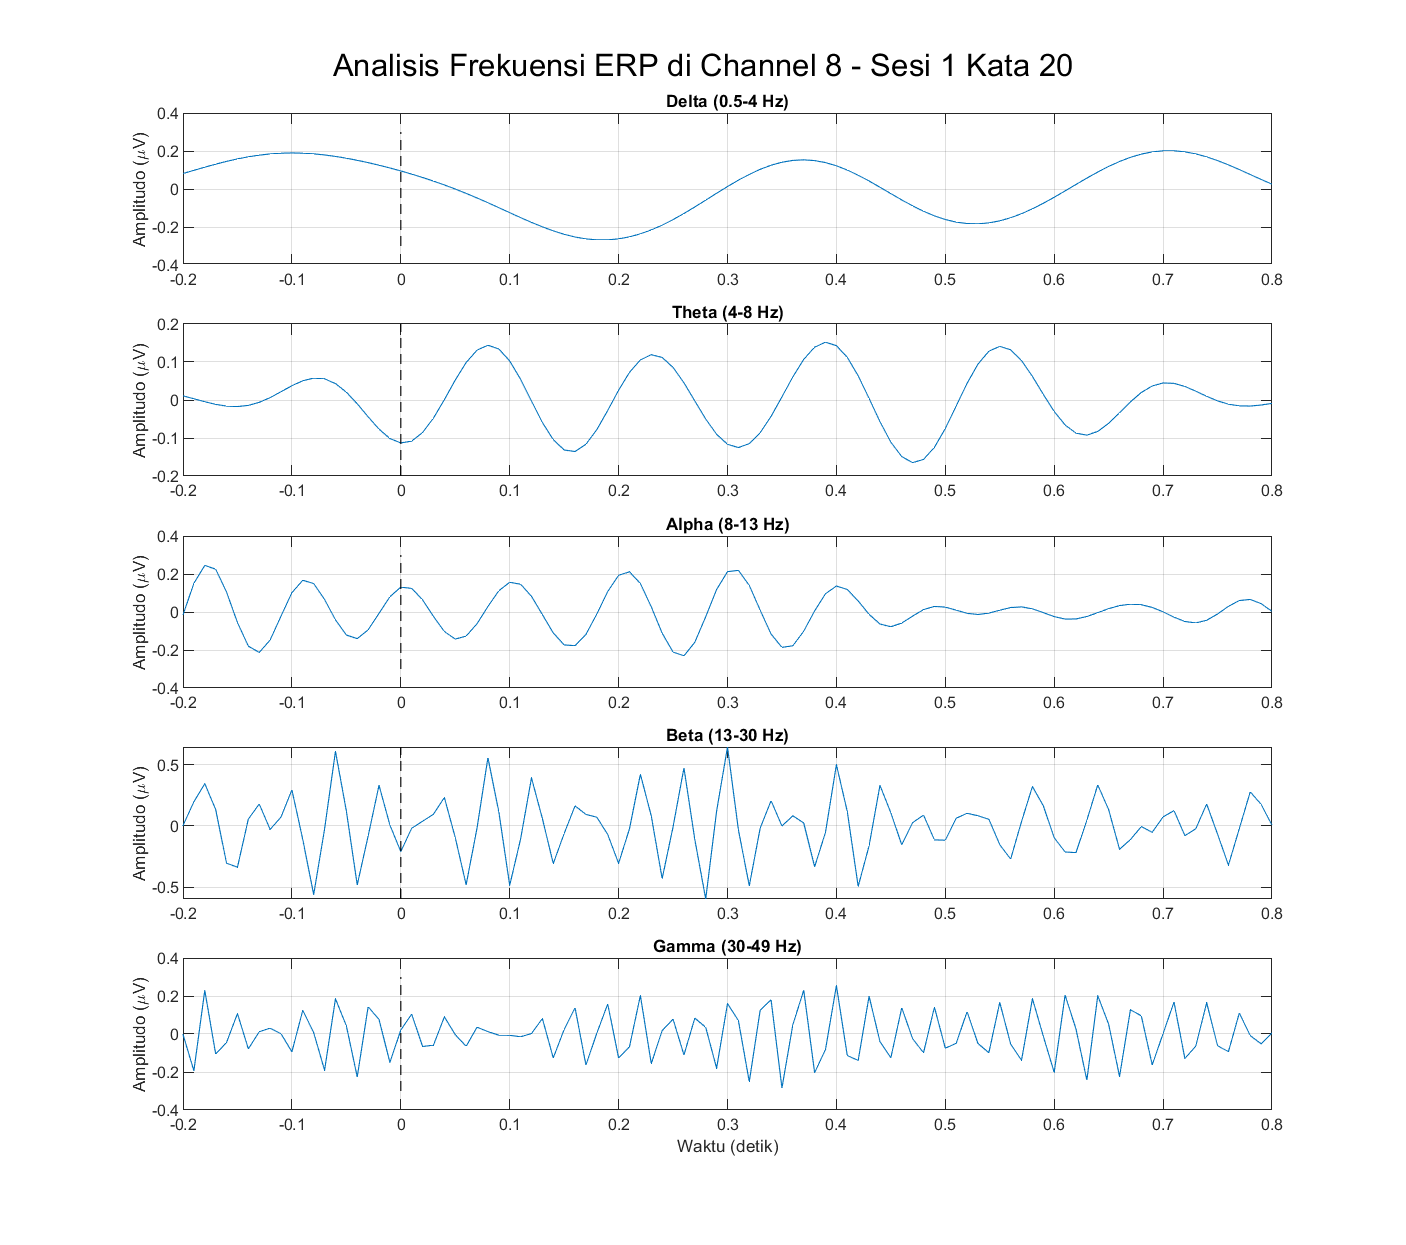 Analisis Frekuensi ERP di Channel 8 - Sesi 1 Kata 20
Delta (0.5-4 Hz)
Amplitudo (μV)
0.4
0.2
0
-0.2
-0.4
-0.2 -0.1 0 0.1 0.2 0.3 0.4 0.5 0.6 0.7 0.8
Theta (4-8 Hz)
Amplitudo (μV)
0.2
0.1
0
-0.1
-0.2
-0.2 -0.1 0 0.1 0.2 0.3 0.4 0.5 0.6 0.7 0.8
Alpha (8-13 Hz)
Amplitudo (μV)
0.4
0.2
0
-0.2
-0.4
-0.2 -0.1 0 0.1 0.2 0.3 0.4 0.5 0.6 0.7 0.8
Beta (13-30 Hz)
Amplitudo (μV)
0.5
0
-0.5
-0.2 -0.1 0 0.1 0.2 0.3 0.4 0.5 0.6 0.7 0.8
Gamma (30-49 Hz)
Amplitudo (μV)
0.4
0.2
0
-0.2
-0.4
-0.2 -0.1 0 0.1 0.2 0.3 0.4 0.5 0.6 0.7 0.8
Waktu (detik)